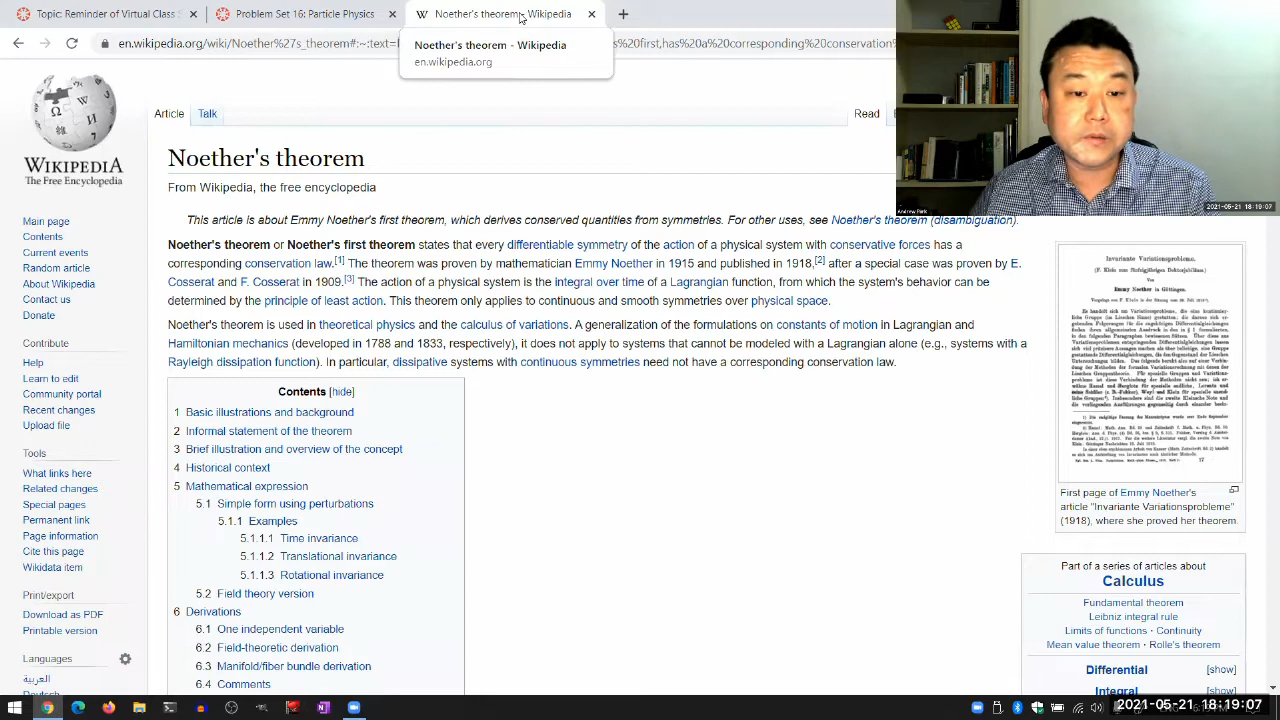 Topic: Reminder of Virtual Class
Problem Set 16: Particle Physics
Noether's theorem - Wikipedia
Noether's theorem - Wikipedia
en.wikipedia.org
WIKIPEDIA
The Free Encyclopedia
Main page
Contents
Current events
Random article
About Wikipedia
Contact us
Donate
Contribute
Help
Learn to edit
Community portal
Recent changes
Upload file
Tools
What links here
Related changes
Special pages
Permanent link
Page information
Cite this page
Wikidata item
Print/export
Download as PDF
Printable version
Languages
العربية
Article Talk
Read
Noether's theorem
From Wikipedia, the free encyclopedia
This article is about Emmy Noether's first theorem, which derives conserved quantities from symmetries. For other uses, see Noether's theorem (disambiguation).
Noether's theorem or Noether's first theorem states that every differentiable symmetry of the action of a physical system with conservative forces has a
corresponding conservation law.[1] The theorem was proven by mathematician Emmy Noether in 1915 and published in 1918,[2] after a special case was proven by E.
Cosserat and F. Cosserat in 1909.[3] The action of a physical system is the integral over time of a Lagrangian function, from which the system's behavior can be
determined by the principle of least action. This theorem only applies to continuous and smooth symmetries over physical space.
Noether's theorem is used in theoretical physics and the calculus of variations. A generalization of the formulations on constants of motion in Lagrangian and
Hamiltonian mechanics (developed in 1788 and 1833, respectively), it does not apply to systems that cannot be modeled with a Lagrangian alone (e.g., systems with a
Rayleigh dissipation function). In particular, dissipative systems with continuous symmetries need not have a corresponding conservation law.
Contents [hide]
1 Basic illustrations and background
2 Informal statement of the theorem
3 Brief illustration and overview of the concept
4 Historical context
5 Mathematical expression
5.1 Simple form using perturbations
5.1.1 Examples
5.1.1.1 Time invariance
5.1.1.2 Translational invariance
5.1.1.3 Rotational invariance
5.2 Field theory version
6 Derivations
6.1 One independent variable
6.2 Field-theoretic derivation
6.3 Manifold/fiber bundle derivation
6.4 Comments
Invariante Variationsprobleme.
(F. Klein zum fünfzigjährigen Doktorjubiläum.)
Von
Emmy Noether in Göttingen.
First page of Emmy Noether's
article "Invariante Variationsprobleme"
(1918), where she proved her theorem.
Part of a series of articles about
Calculus
Fundamental theorem
Leibniz integral rule
Limits of functions · Continuity
Mean value theorem · Rolle's theorem
Differential [show]
Integral [show]
Andrew Park
2021-05-21 18:19:07
2021-05-21 18:19:07